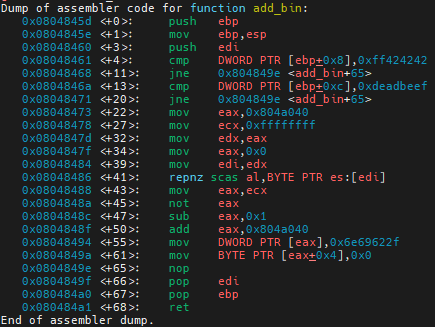 Dump of assembler code for function add_bin:
0x0804845d <+0>: push ebp
0x0804845e <+1>: mov ebp,esp
0x08048460 <+3>: push edi
0x08048461 <+4>: cmp DWORD PTR [ebp+0x8],0xff424242
0x08048468 <+11>: jne 0x804849e <add_bin+65>
0x0804846a <+13>: cmp DWORD PTR [ebp+0xc],0xdeadbeef
0x08048471 <+20>: jne 0x804849e <add_bin+65>
0x08048473 <+22>: mov eax,0x804a040
0x08048478 <+27>: mov ecx,0xffffffff
0x0804847d <+32>: mov edx,eax
0x0804847f <+34>: mov eax,0x0
0x08048484 <+39>: mov edi,edx
0x08048486 <+41>: repnz scas al,BYTE PTR es:[edi]
0x08048488 <+43>: mov eax,ecx
0x0804848a <+45>: not eax
0x0804848c <+47>: sub eax,0x1
0x0804848f <+50>: add eax,0x804a040
0x08048494 <+55>: mov DWORD PTR [eax],0x6e69622f
0x0804849a <+61>: mov BYTE PTR [eax+0x4],0x0
0x0804849e <+65>: nop
0x0804849f <+66>: pop edi
0x080484a0 <+67>: pop ebp
0x080484a1 <+68>: ret
End of assembler dump.